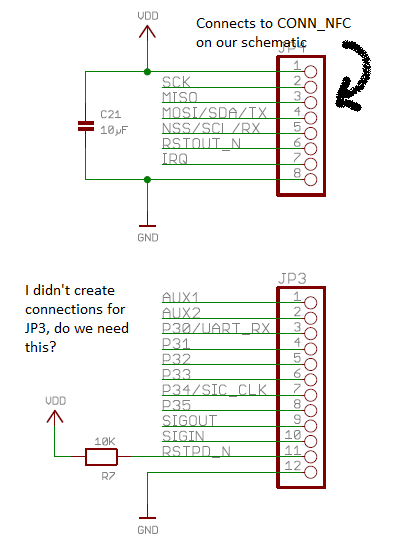 VDD
Connects to CONN_NFC
on our schematic
JP4
1
SCK 2
MISO 3
MOSI/SDA/TX 4
NSS/SCL/RX 5
RSTOUT_N 6
IRQ 7
8
C21
10µF
GND
I didn't create
connections for
JP3, do we need
this?
JP3
AUX1 1
AUX2 2
P30/UART_RX 3
P31 4
P32 5
P33 6
P34/SIC_CLK 7
P35 8
SIGOUT 9
SIGIN 10
RSTPD_N 11
12
VDD
10K
R7
GND